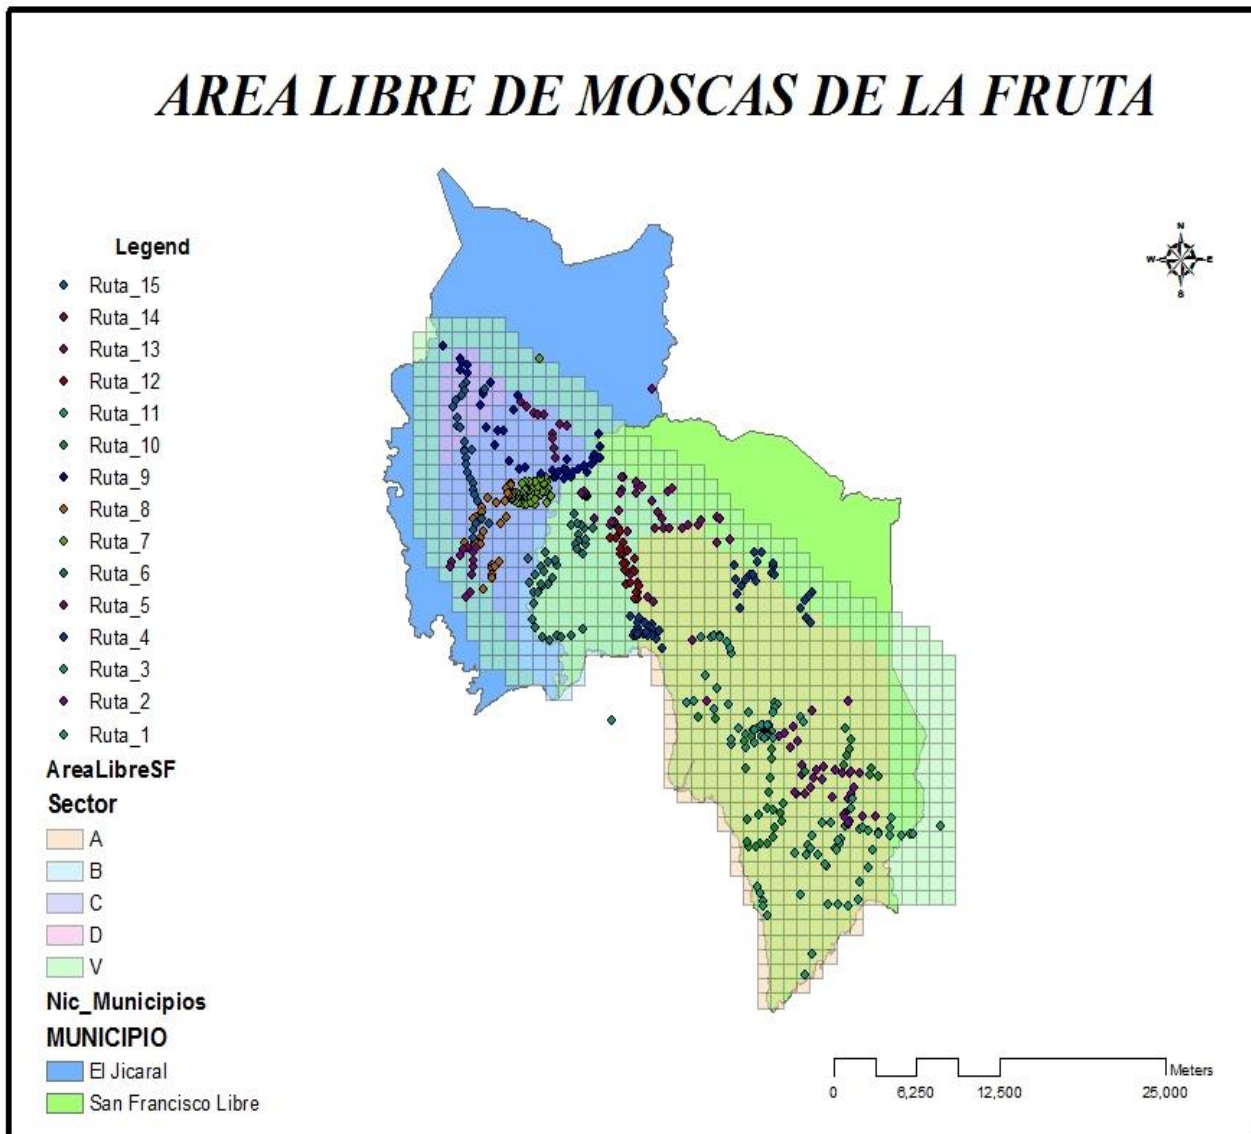 AREA LIBRE DE MOSCAS DE LA FRUTA
N
W E
S
Legend
Ruta_15
Ruta_14
Ruta_13
Ruta_12
Ruta_11
Ruta_10
Ruta_9
Ruta_8
Ruta_7
Ruta_6
Ruta_5
Ruta_4
Ruta_3
Ruta_2
Ruta_1
AreaLibreSF
Sector
A
B
C
D
V
Nic_Municipios
MUNICIPIO
El Jicaral
San Francisco Libre
Meters
0 6,250 12,500 25,000